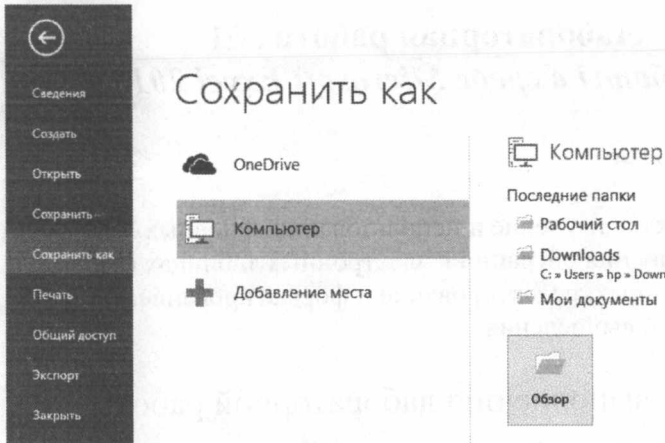 Сохранить как
Сведения
Создать
Открыть
Сохранить
Сохранить как
Печать
Общий доступ
Экспорт
Закрыть
OneDrive
Компьютер
Добавление места
Компьютер
Последние папки
Рабочий стол
Downloads
C: » Users » hp » Down
Мои документы
Обзор